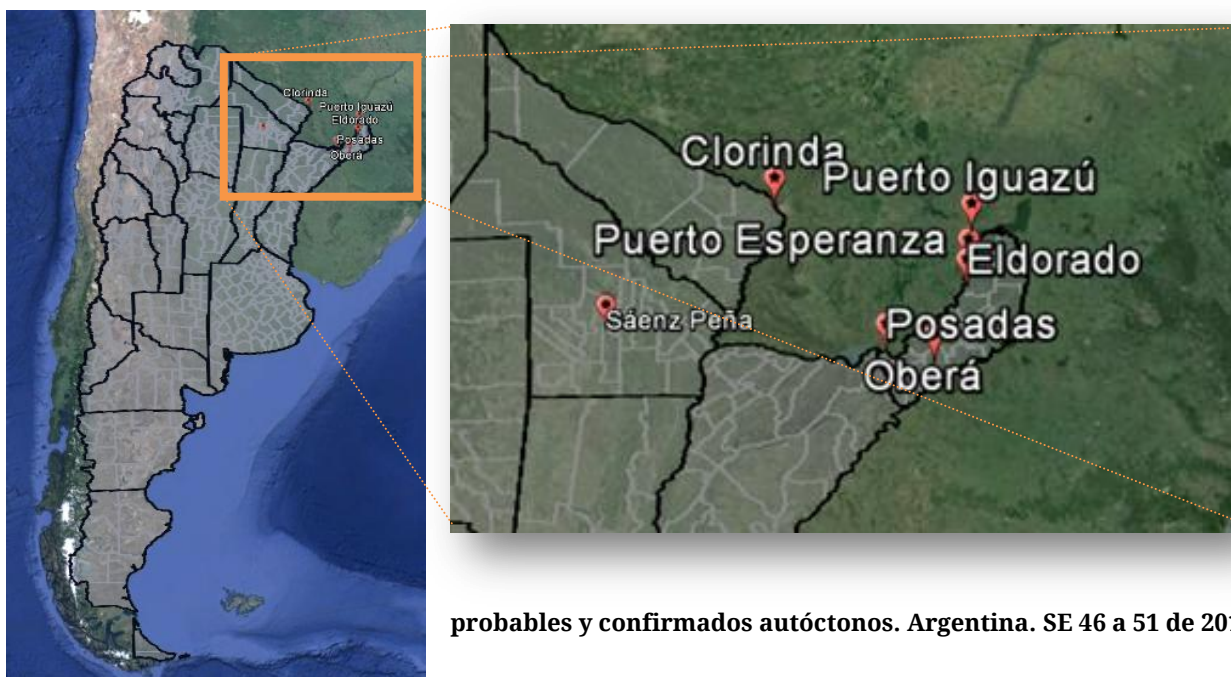 Clorinda
Puerto Iguazú
Eldorado
Posadas
Oberá
Clorinda
Puerto Iguazú
Puerto Esperanza
Eldorado
Sáenz Peña
Posadas
Oberá
probables y confirmados autóctonos. Argentina. SE 46 a 51 de 20